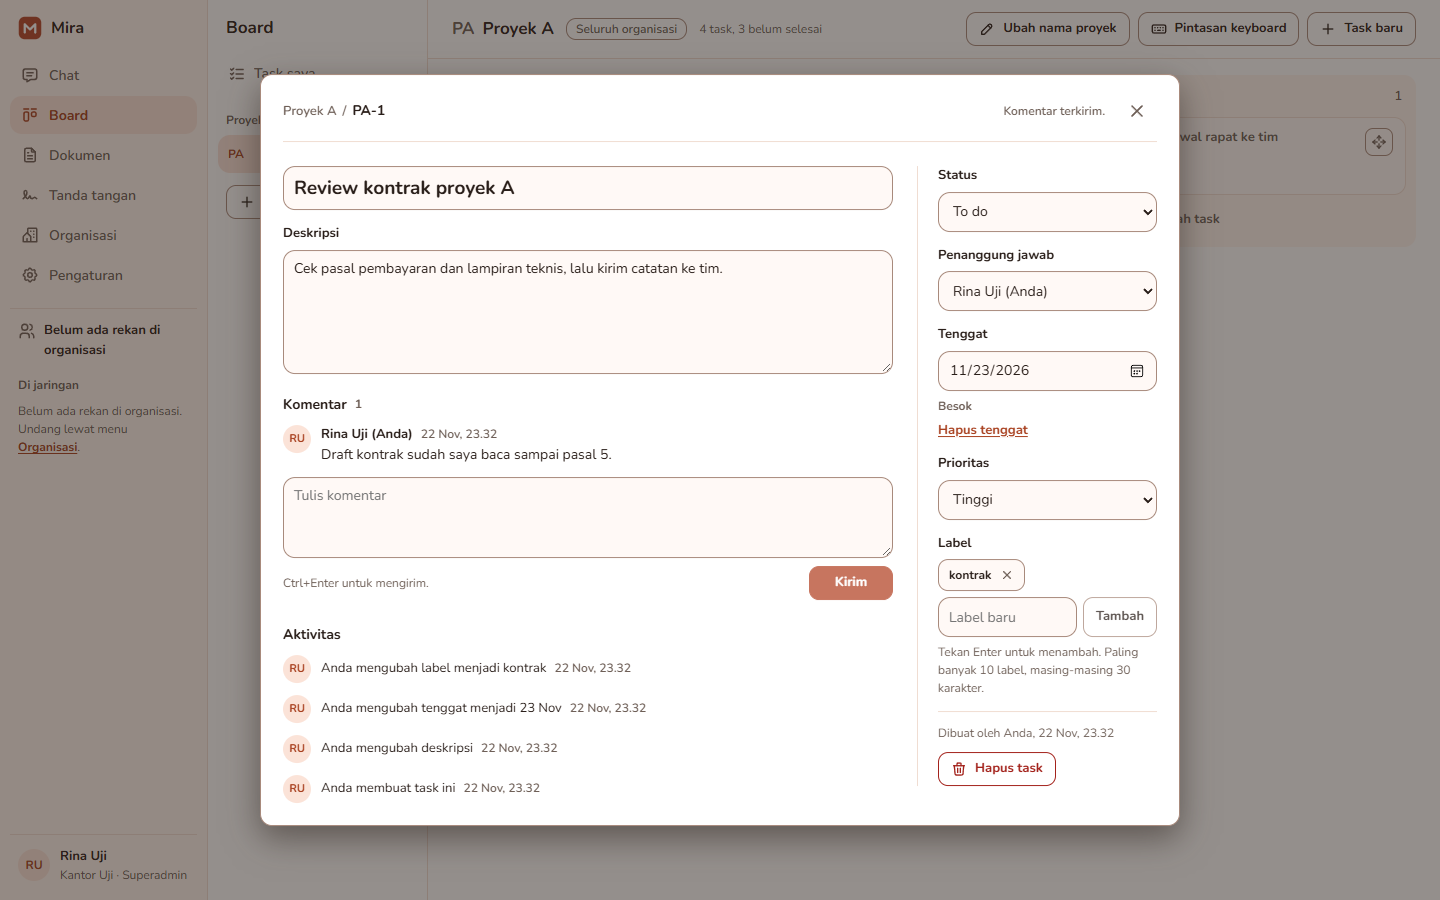 Mira
Chat
Board
Dokumen
Tanda tangan
Organisasi
Pengaturan
Belum ada rekan di
organisasi
Di jaringan
Belum ada rekan di organisasi.
Undang lewat menu
Organisasi.
RU
Rina Uji
Kantor Uji · Superadmin
Board
Task saya
Proyek
PA
PA Proyek A
Seluruh organisasi
4 task, 3 belum selesai
Ubah nama proyek
Pintasan keyboard
Task baru
1
wal rapat ke tim
ah task
Proyek A / PA-1
Komentar terkirim.
Review kontrak proyek A
Deskripsi
Cek pasal pembayaran dan lampiran teknis, lalu kirim catatan ke tim.
Komentar 1
RU
Rina Uji (Anda) 22 Nov, 23.32
Draft kontrak sudah saya baca sampai pasal 5.
Tulis komentar
Ctrl+Enter untuk mengirim.
Kirim
Aktivitas
RU Anda mengubah label menjadi kontrak 22 Nov, 23.32
RU Anda mengubah tenggat menjadi 23 Nov 22 Nov, 23.32
RU Anda mengubah deskripsi 22 Nov, 23.32
RU Anda membuat task ini 22 Nov, 23.32
Status
To do
Penanggung jawab
Rina Uji (Anda)
Tenggat
11/23/2026
Besok
Hapus tenggat
Prioritas
Tinggi
Label
kontrak
Label baru
Tambah
Tekan Enter untuk menambah. Paling
banyak 10 label, masing-masing 30
karakter.
Dibuat oleh Anda, 22 Nov, 23.32
Hapus task